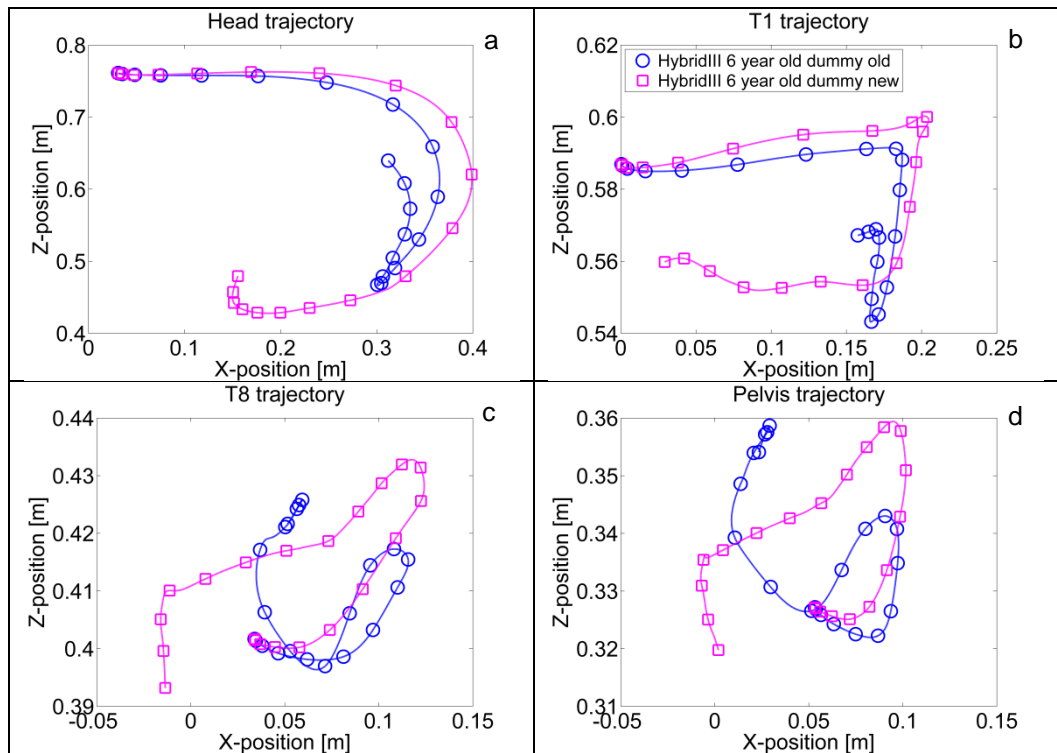 Head trajectory
a
0.8
0.7
0.6
0.5
0.4
Z-position [m]
0
0.1
0.2
0.3
0.4
X-position [m]
T1 trajectory
b
HybridIII 6 year old dummy old
HybridIII 6 year old dummy new
0.62
0.6
0.58
0.56
0.54
Z-position [m]
0
0.05
0.1
0.15
0.2
0.25
X-position [m]
T8 trajectory
c
0.44
0.43
0.42
0.41
0.4
0.39
Z-position [m]
-0.05
0
0.05
0.1
0.15
X-position [m]
Pelvis trajectory
d
0.36
0.35
0.34
0.33
0.32
0.31
Z-position [m]
-0.05
0
0.05
0.1
0.15
X-position [m]